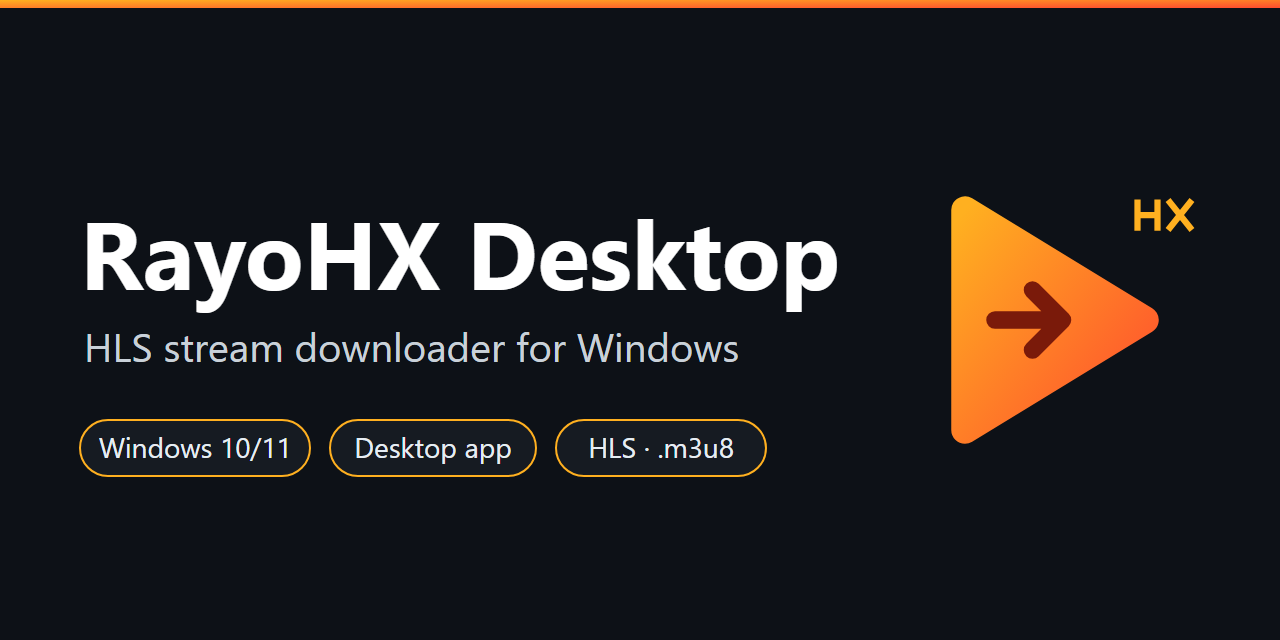 HX
RayoHX Desktop
HLS stream downloader for Windows
Windows 10/11
Desktop app
HLS · .m3u8